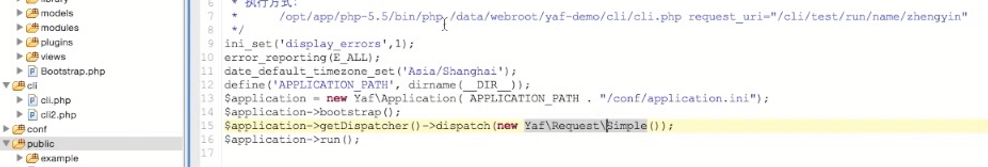 models
modules
plugins
views
Bootstrap.php
cli
cli.php
cli2.php
conf
public
example
6 * 执行方式:
7 * /opt/app/php-5.5/bin/php /data/webroot/yaf-demo/cli/cli.php request_uri="/cli/test/run/name/zhengyin"
8 */
9 ini_set('display_errors',1);
10 error_reporting(E_ALL);
11 date_default_timezone_set('Asia/Shanghai');
12 define('APPLICATION_PATH', dirname(__DIR__));
13 $application = new Yaf\Application( APPLICATION_PATH . "/conf/application.ini");
14 $application->bootstrap();
15 $application->getDispatcher()->dispatch(new Yaf\Request\Simple());
16 $application->run();
17